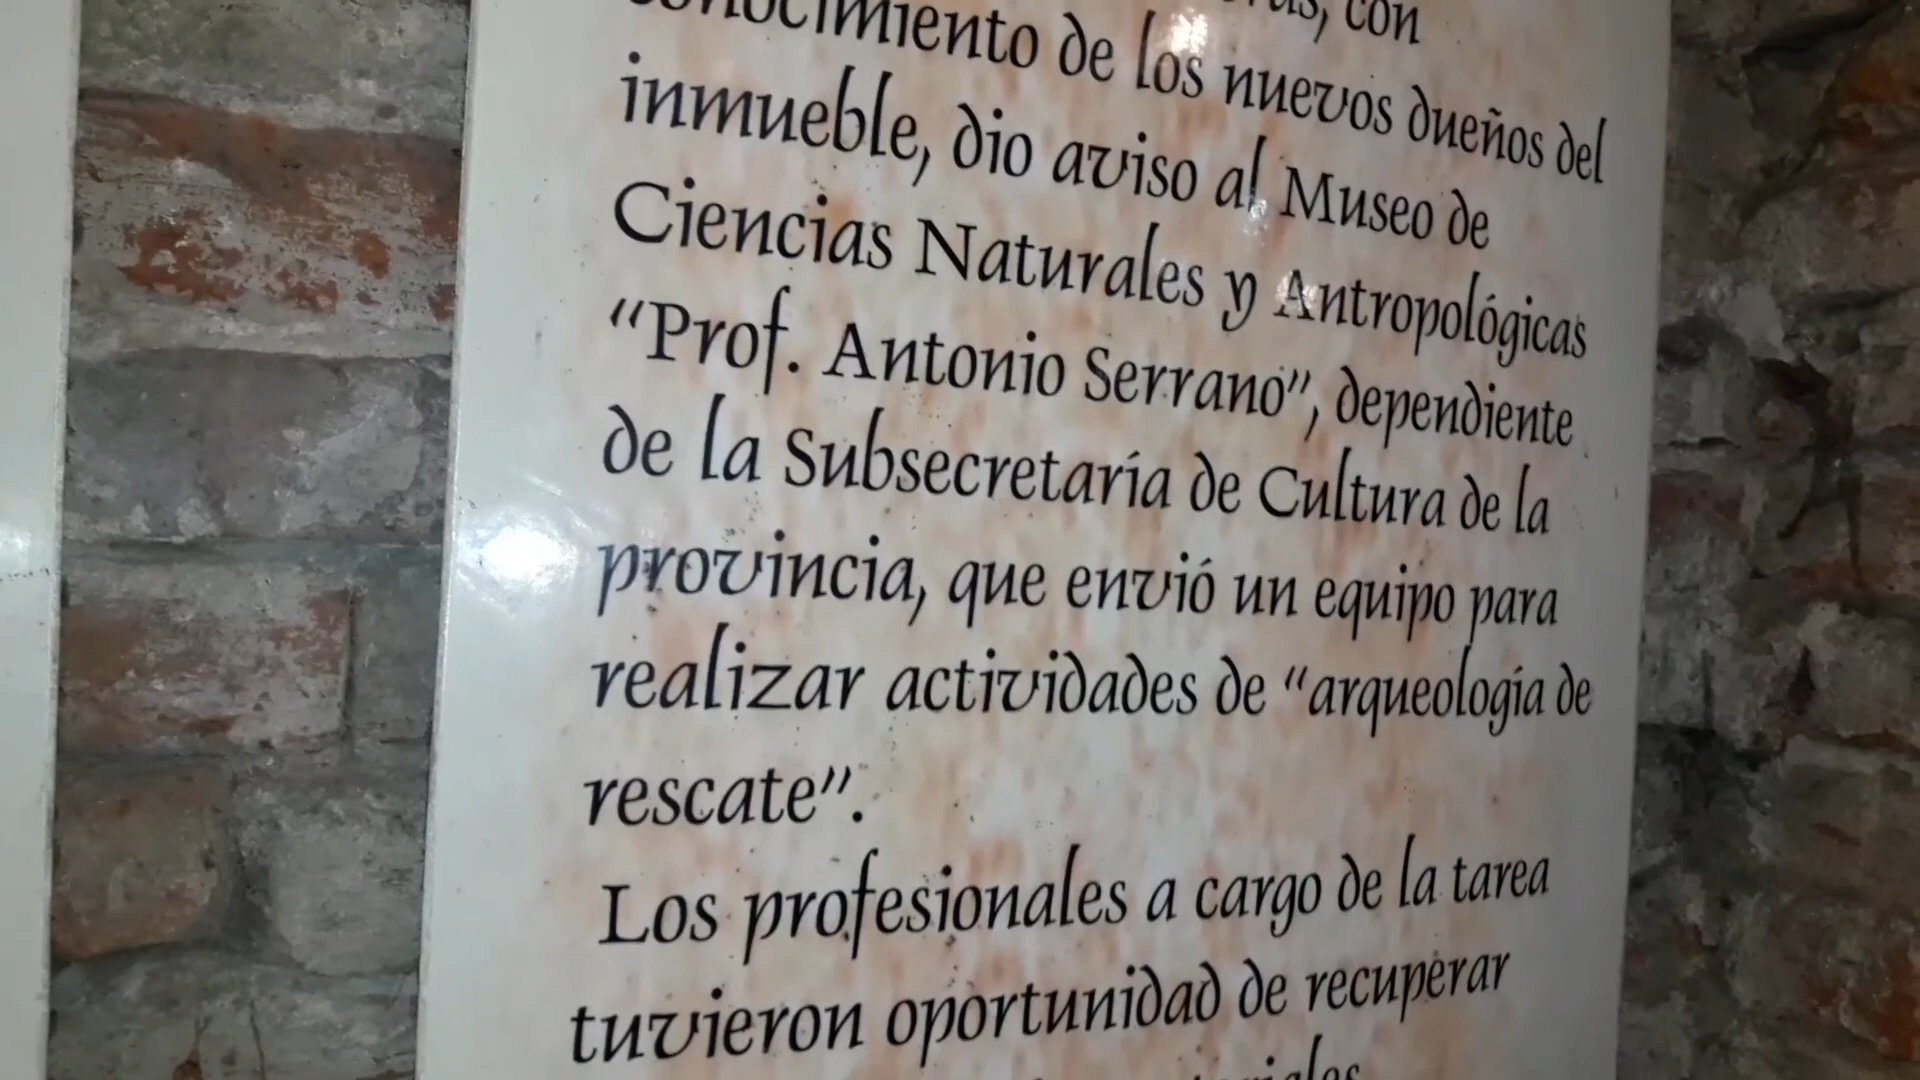 con
conocimiento de los nuevos dueños del
inmueble, dio aviso al Museo de
Ciencias Naturales y Antropológicas
“Prof. Antonio Serrano”, dependiente
de la Subsecretaría de Cultura de la
provincia, que envió un equipo para
realizar actividades de “arqueología de
rescate”.
Los profesionales a cargo de la tarea
tuvieron oportunidad de recuperar